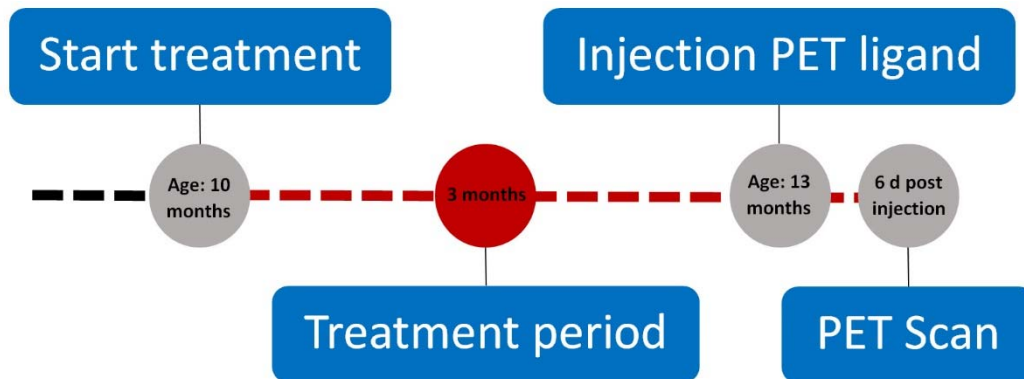 Start treatment
Injection PET ligand
Age: 10
months
3 months
Age: 13
months
6 d post
injection
Treatment period
PET Scan